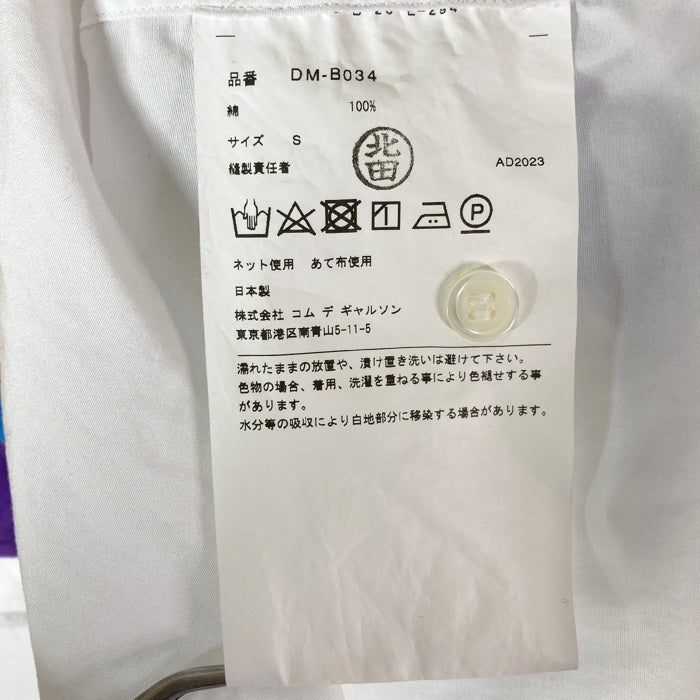 品番 DM-B034
綿 100%
サイズ S
北田
縫製責任者 AD2023
P
ネット使用 あて布使用
日本製
株式会社 コム デ ギャルソン
東京都港区南青山5-11-5
濡れたままの放置や、漬け置き洗いは避けて下さい。
色物の場合、着用、洗濯を重ねる事により色褪せする事
があります。
水分等の吸収により白地部分に移染する場合があります。